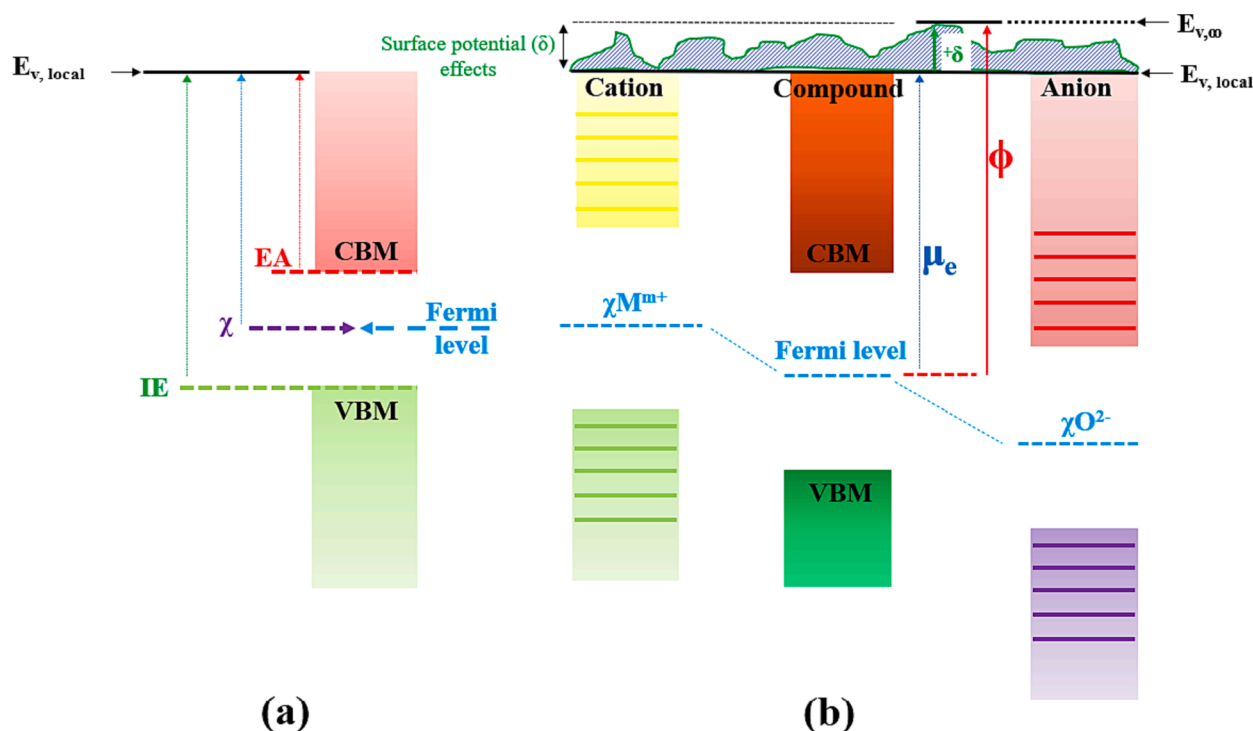 E_v, local
EA
CBM
χ
Fermi
level
IE
VBM
(a)
Surface potential (δ)
effects
+δ
E_v,∞
E_v, local
Cation
Compound
Anion
ϕ
CBM
μ_e
χM^m+
Fermi level
χO^2-
VBM
(b)